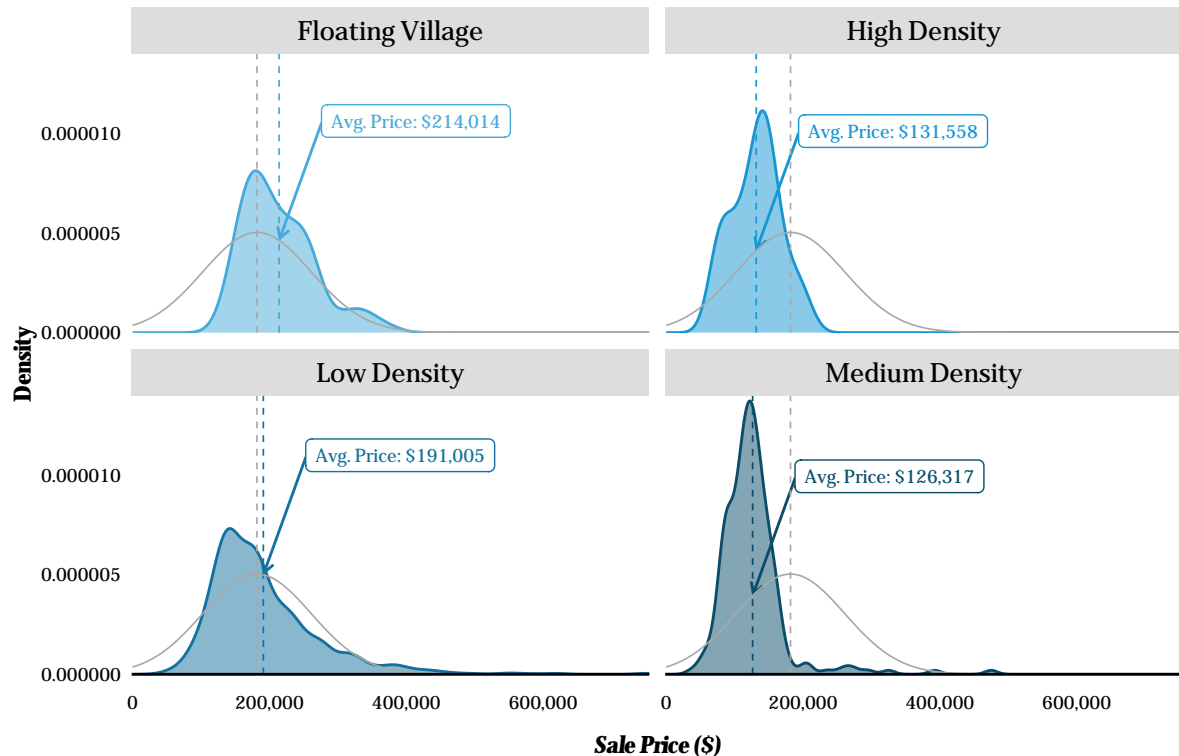 Floating Village
High Density
Avg. Price: $214,014
Avg. Price: $131,558
0.000010
0.000005
0.000000
Density
Low Density
Medium Density
Avg. Price: $191,005
Avg. Price: $126,317
0.000010
0.000005
0.000000
0 200,000 400,000 600,000
0 200,000 400,000 600,000
Sale Price ($)